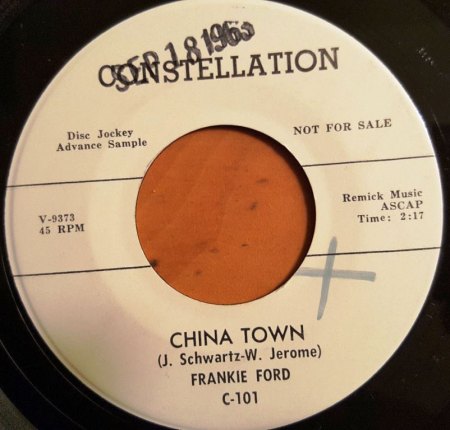 SEP 18 1963
CONSTELLATION
Disc Jockey
Advance Sample
NOT FOR SALE
V-9373
45 RPM
Remick Music
ASCAP
Time: 2:17
CHINA TOWN
(J. Schwartz-W. Jerome)
FRANKIE FORD
C-101